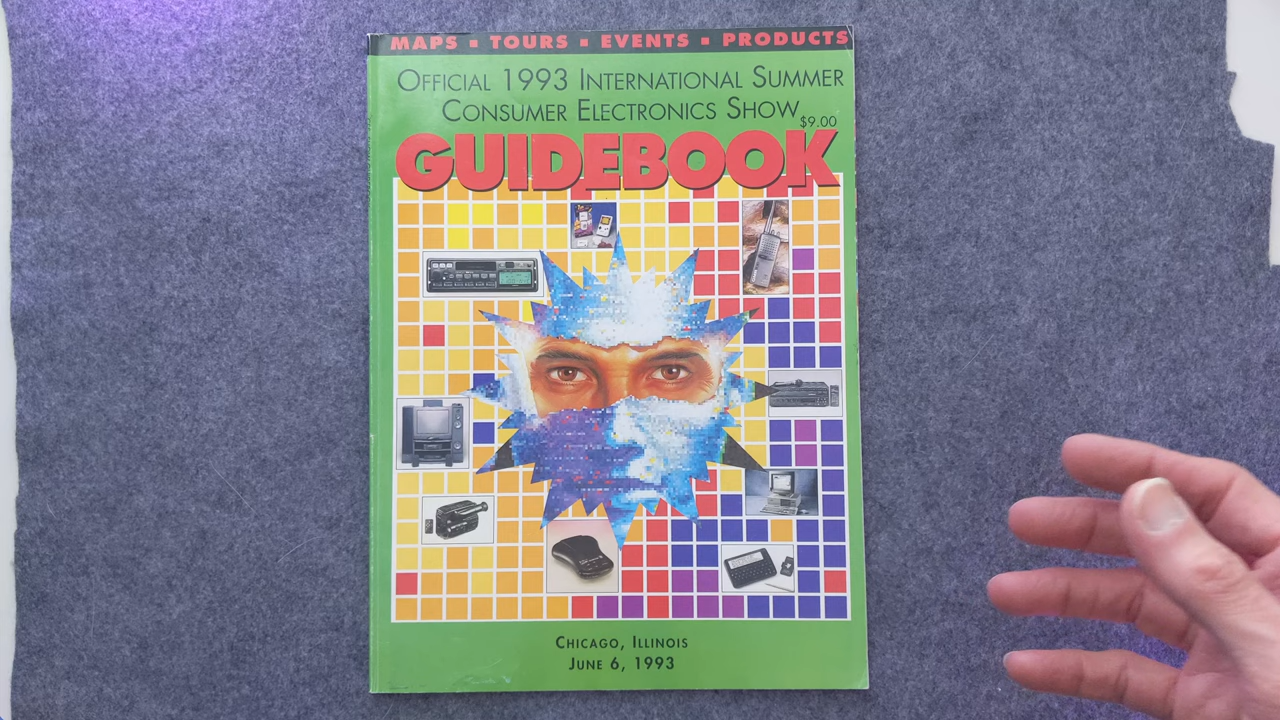 MAPS ▪ TOURS ▪ EVENTS ▪ PRODUCTS
OFFICIAL 1993 INTERNATIONAL SUMMER
CONSUMER ELECTRONICS SHOW
$9.00
GUIDEBOOK
CHICAGO, ILLINOIS
JUNE 6, 1993